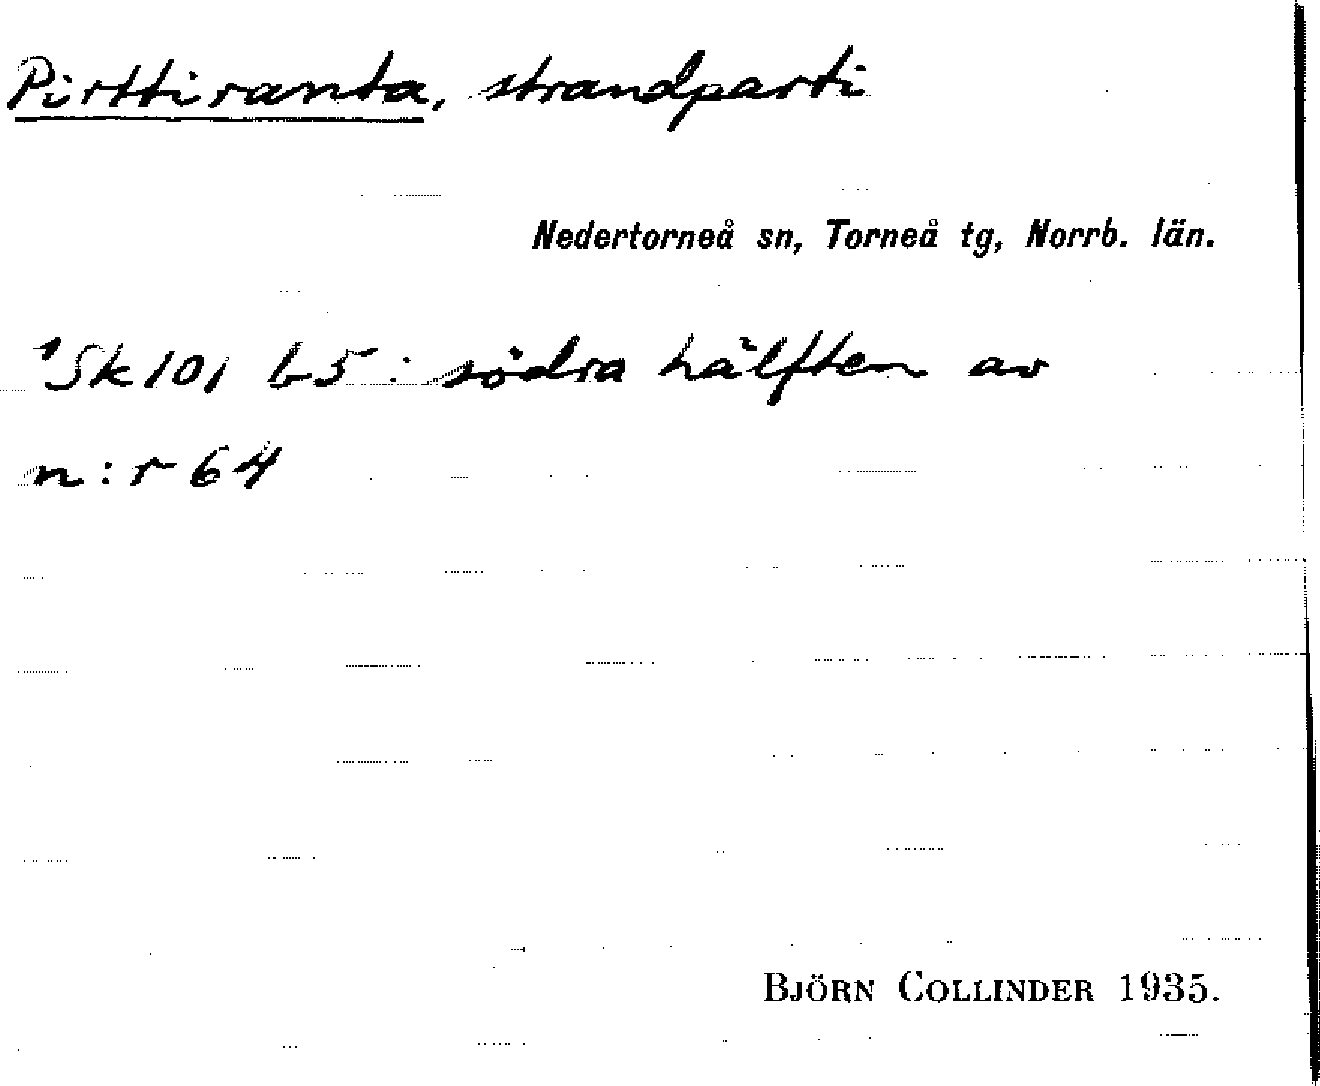 Pirttiranta, strandparti
Nedertorneå sn, Torneå tg, Norrb. län.
1Sk101 b5: södra hälften av
n:r 64
BJÖRN COLLINDER 1935.